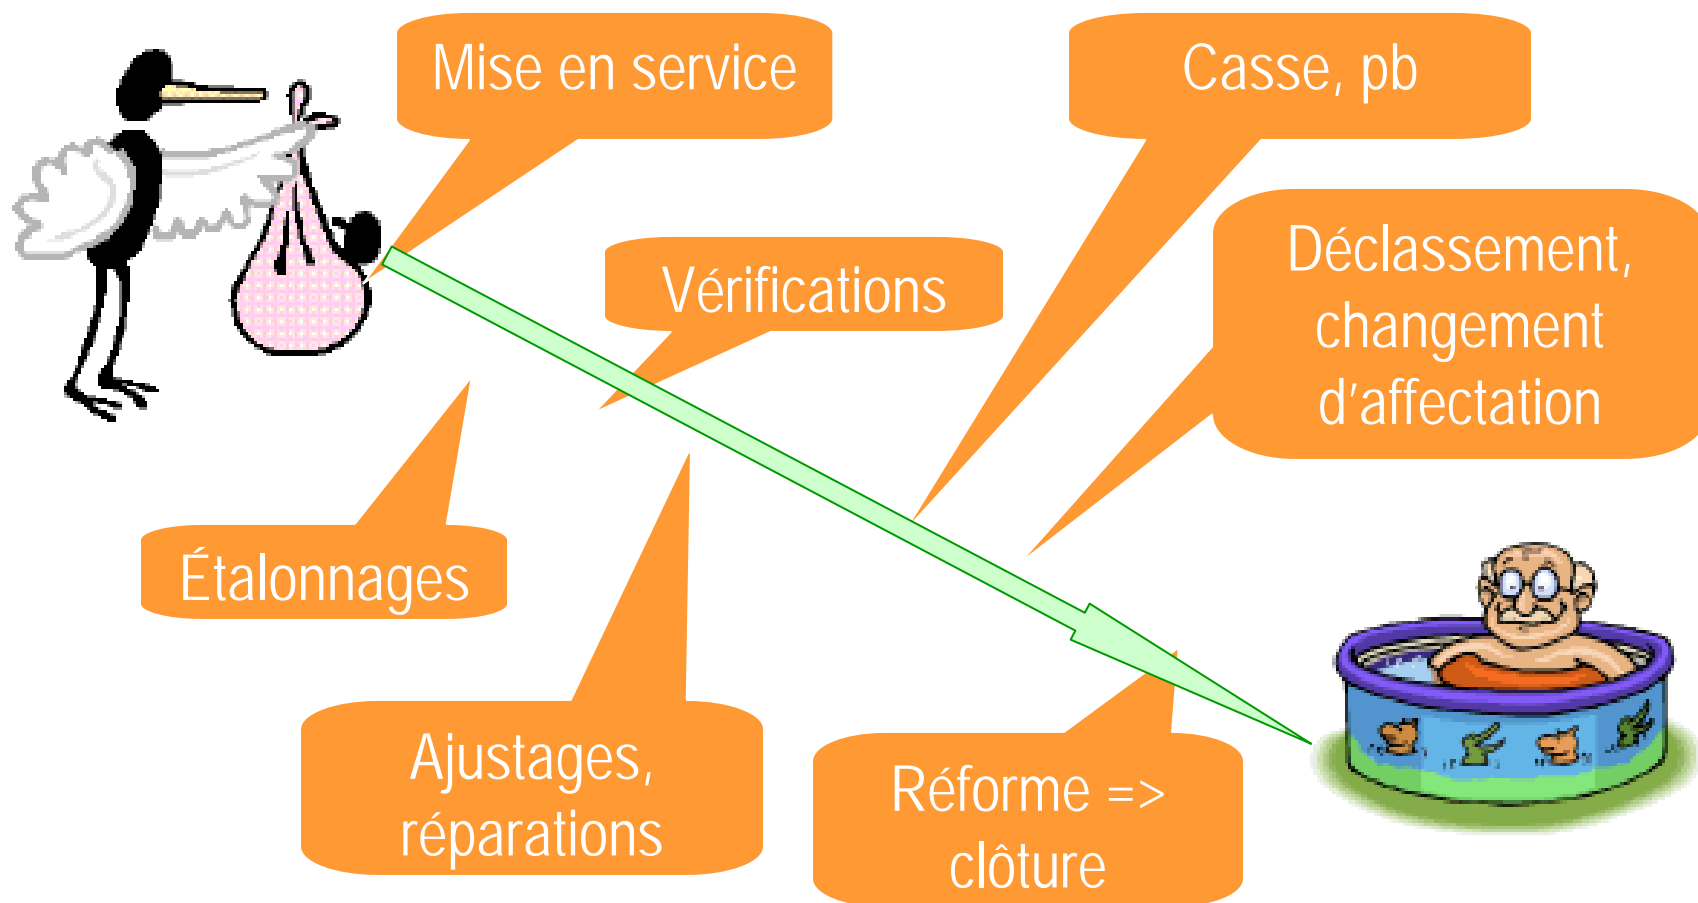 Mise en service
Casse, pb
Vérifications
Déclassement,
changement
d’affectation
Étalonnages
Ajustages,
réparations
Réforme =>
clôture